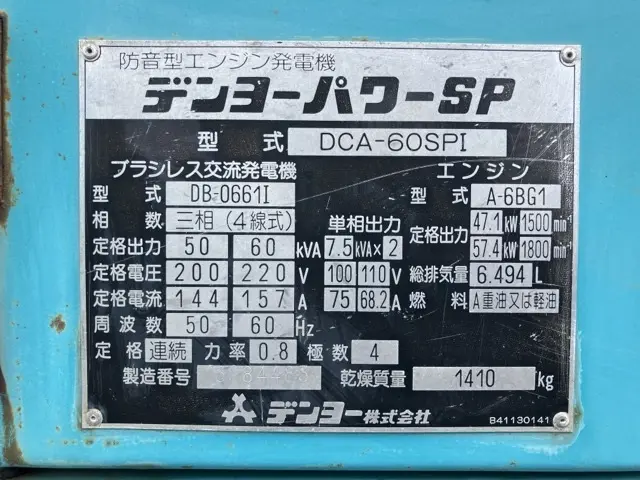 防音型エンジン発電機
デンヨーパワーSP
型式 DCA-60SPI
ブラシレス交流発電機
型式 DB-0661I
相数 三相(4線式) 単相出力
定格出力 50 60 kVA 7.5 kVA×2
定格電圧 200 220 V 100 110 V
定格電流 144 157 A 75 68.2 A
周波数 50 60 Hz
定格 連続 力率 0.8 極数 4
エンジン
型式 A-6BG1
定格出力 47.1 kW 1500 min⁻¹
57.4 kW 1800 min⁻¹
総排気量 6.494 L
燃料 A重油又は軽油
製造番号 乾燥質量 1410 kg
デンヨー株式会社
B41130141